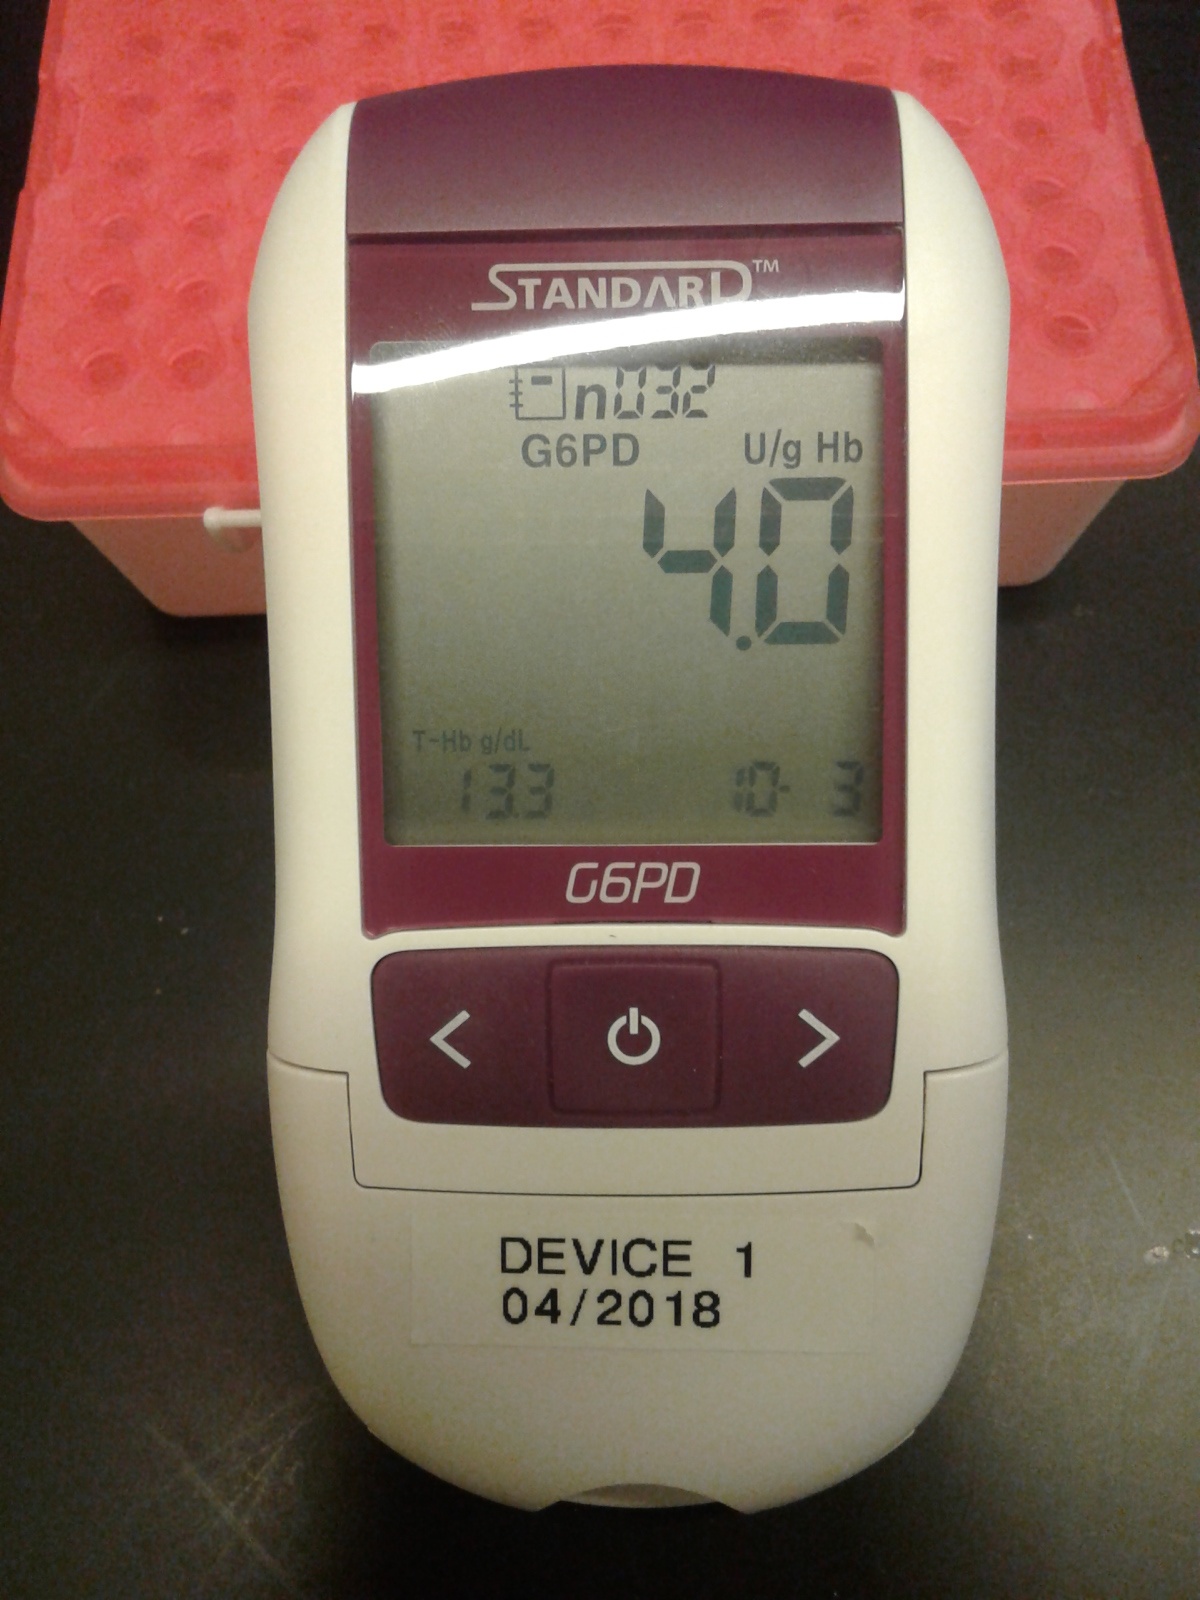 STANDARD™
n032
G6PD U/g Hb
4.0
T-Hb g/dL
13.3 10- 3
G6PD
DEVICE 1
04/2018